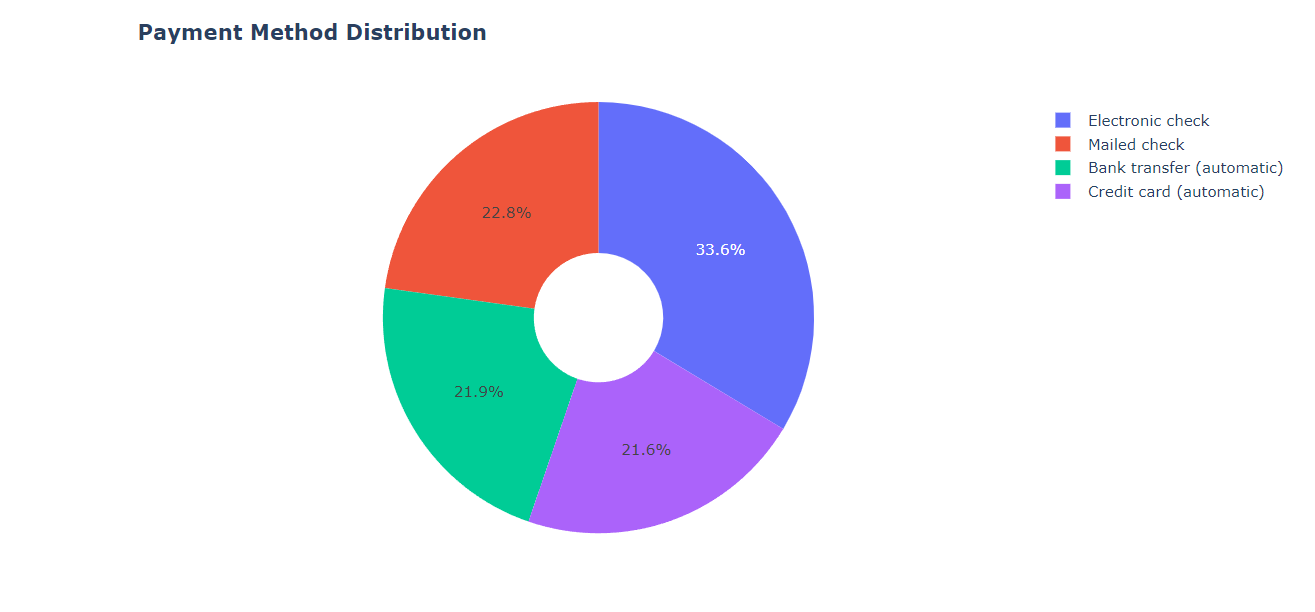 Payment Method Distribution
Electronic check
Mailed check
Bank transfer (automatic)
Credit card (automatic)
22.8%
33.6%
21.9%
21.6%